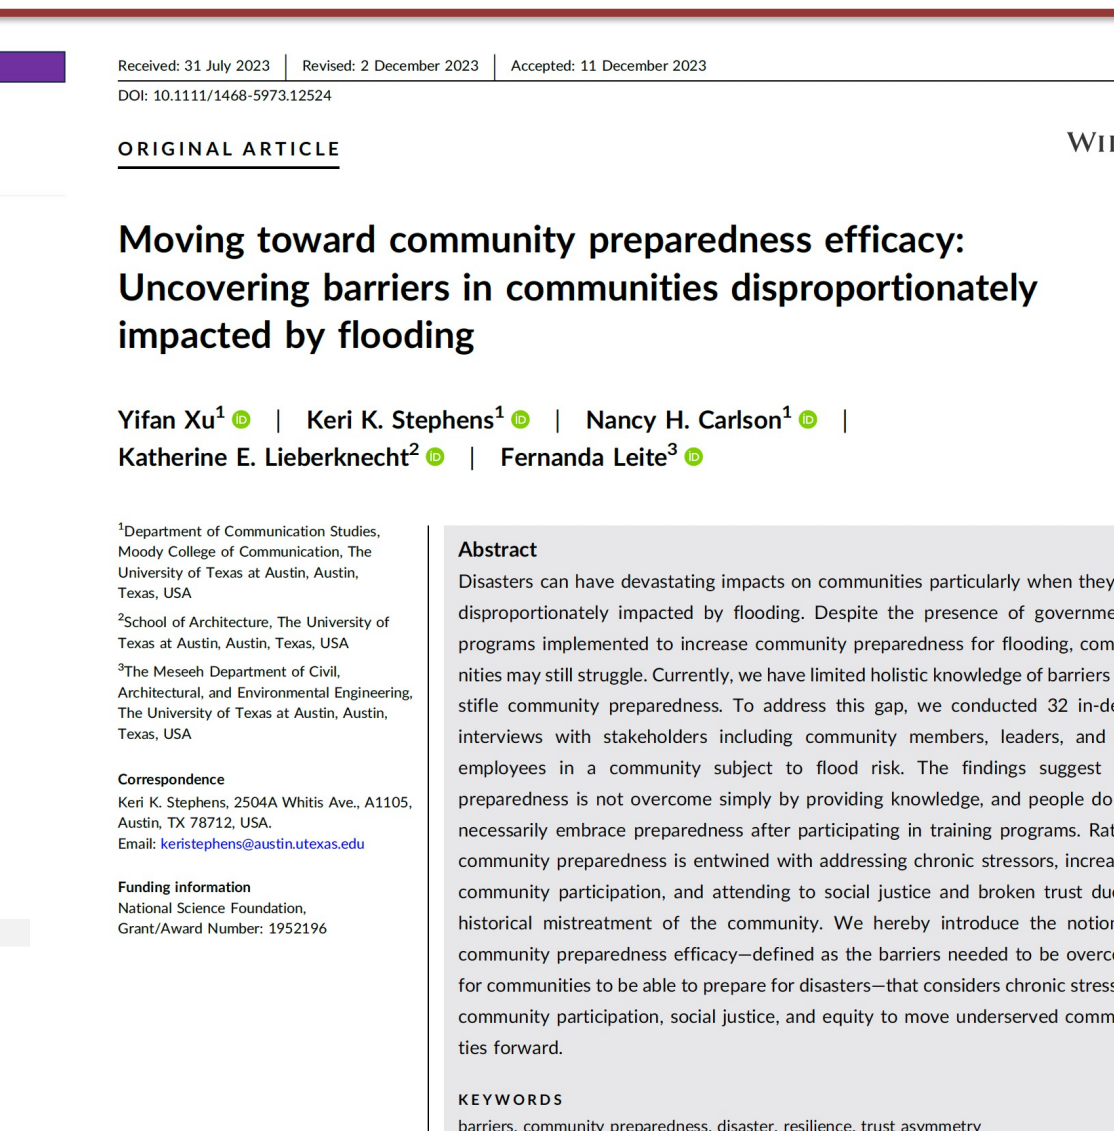 Received: 31 July 2023 | Revised: 2 December 2023 | Accepted: 11 December 2023
DOI: 10.1111/1468-5973.12524
ORIGINAL ARTICLE
Moving toward community preparedness efficacy:
Uncovering barriers in communities disproportionately
impacted by flooding
Yifan Xu1 | Keri K. Stephens1 | Nancy H. Carlson1 |
Katherine E. Lieberknecht2 | Fernanda Leite3
1Department of Communication Studies,
Moody College of Communication, The
University of Texas at Austin, Austin,
Texas, USA
2School of Architecture, The University of
Texas at Austin, Austin, Texas, USA
3The Meseeh Department of Civil,
Architectural, and Environmental Engineering,
The University of Texas at Austin, Austin,
Texas, USA
Correspondence
Keri K. Stephens, 2504A Whitis Ave., A1105,
Austin, TX 78712, USA.
Email: keristephens@austin.utexas.edu
Funding information
National Science Foundation,
Grant/Award Number: 1952196
Abstract
Disasters can have devastating impacts on communities particularly when they
disproportionately impacted by flooding. Despite the presence of governme
programs implemented to increase community preparedness for flooding, com
nities may still struggle. Currently, we have limited holistic knowledge of barriers
stifle community preparedness. To address this gap, we conducted 32 in-de
interviews with stakeholders including community members, leaders, and
employees in a community subject to flood risk. The findings suggest
preparedness is not overcome simply by providing knowledge, and people do
necessarily embrace preparedness after participating in training programs. Rat
community preparedness is entwined with addressing chronic stressors, increa
community participation, and attending to social justice and broken trust du
historical mistreatment of the community. We hereby introduce the notion
community preparedness efficacy—defined as the barriers needed to be overc
for communities to be able to prepare for disasters—that considers chronic stress
community participation, social justice, and equity to move underserved comm
ties forward.
KEYWORDS
barriers, community preparedness, disaster, resilience, trust asymmetry